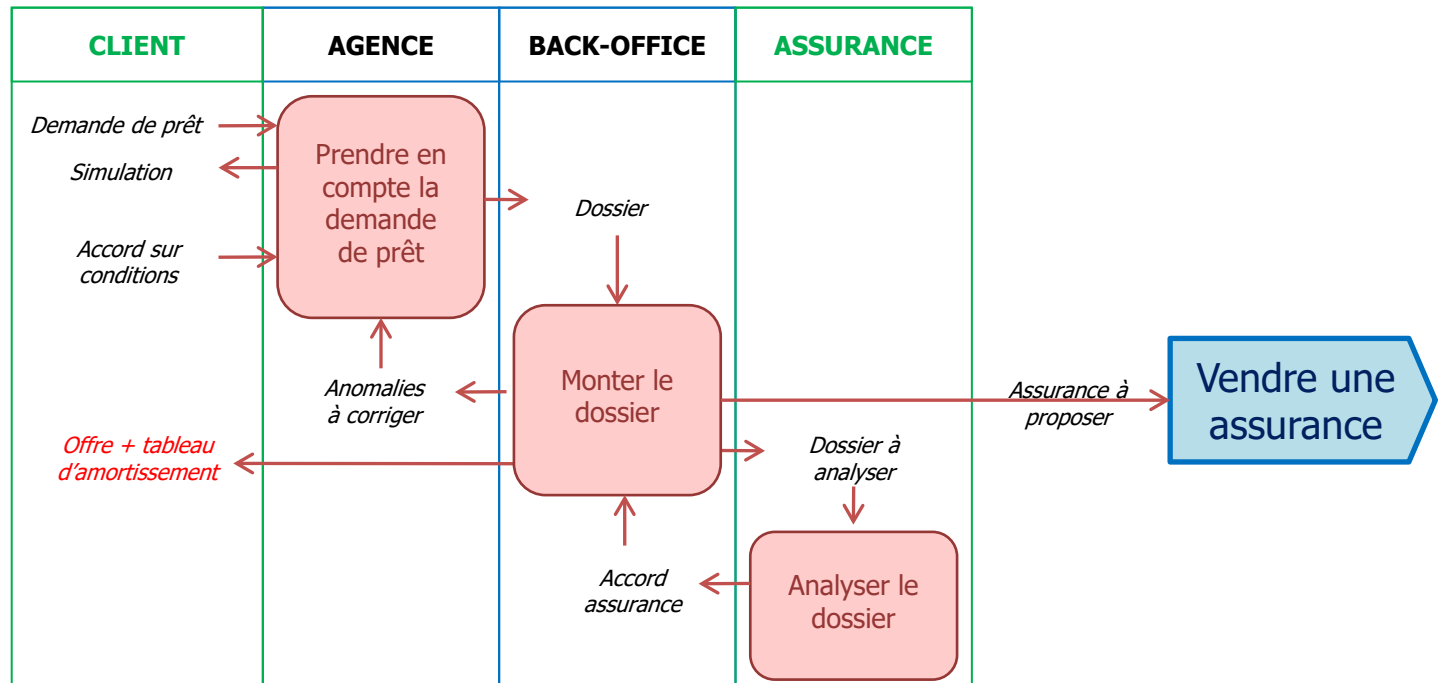 CLIENT
AGENCE
BACK-OFFICE
ASSURANCE
Demande de prêt
Simulation
Accord sur
conditions
Prendre en
compte la
demande
de prêt
Dossier
Anomalies
à corriger
Monter le
dossier
Assurance à
proposer
Vendre une
assurance
Offre + tableau
d’amortissement
Dossier à
analyser
Accord
assurance
Analyser le
dossier